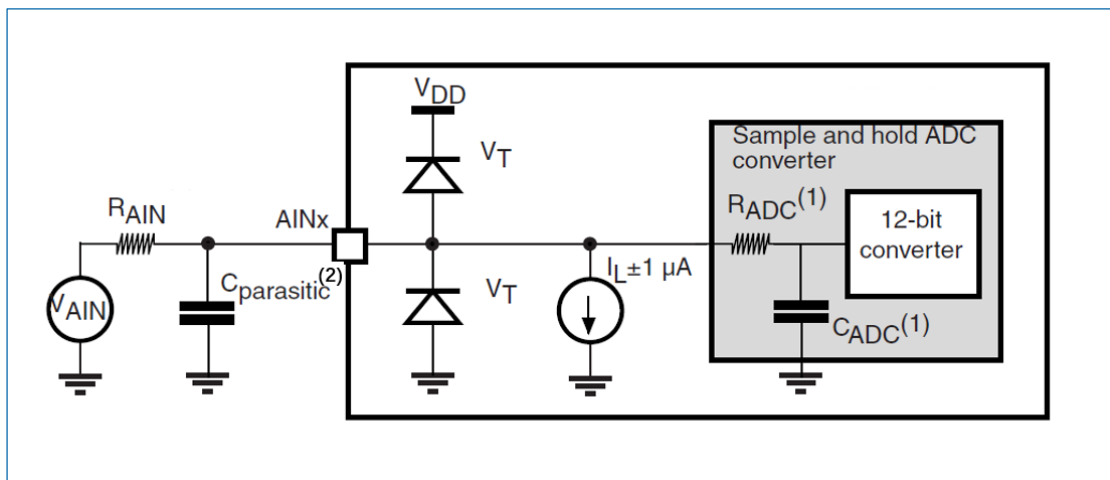 VDD
VT
Sample and hold ADC
converter
RAIN
AINx
RADC(1)
12-bit
converter
VAIN
Cparasitic(2)
VT
IL±1 µA
CADC(1)